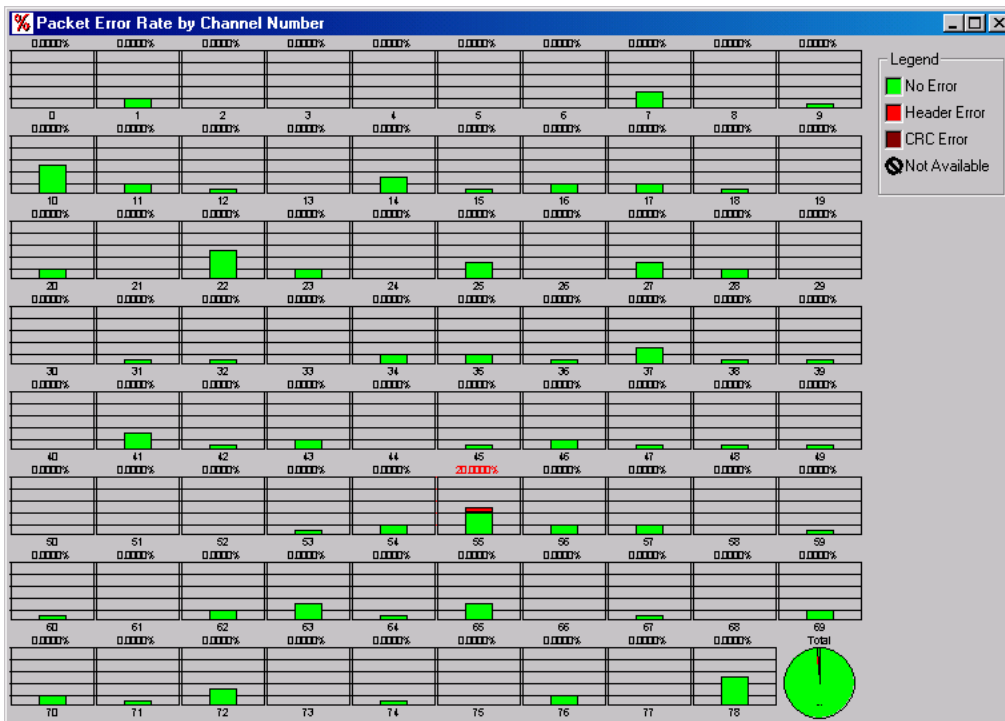 Packet Error Rate by Channel Number
0.0000% 0.0000% 0.0000% 0.0000% 0.0000% 0.0000% 0.0000% 0.0000% 0.0000% 0.0000%
Legend
No Error
Header Error
CRC Error
Not Available
0 1 2 3 4 5 6 7 8 9
0.0000% 0.0000% 0.0000% 0.0000% 0.0000% 0.0000% 0.0000% 0.0000% 0.0000% 0.0000%
10 11 12 13 14 15 16 17 18 19
0.0000% 0.0000% 0.0000% 0.0000% 0.0000% 0.0000% 0.0000% 0.0000% 0.0000% 0.0000%
20 21 22 23 24 25 26 27 28 29
0.0000% 0.0000% 0.0000% 0.0000% 0.0000% 0.0000% 0.0000% 0.0000% 0.0000% 0.0000%
30 31 32 33 34 35 36 37 38 39
0.0000% 0.0000% 0.0000% 0.0000% 0.0000% 0.0000% 0.0000% 0.0000% 0.0000% 0.0000%
40 41 42 43 44 45 46 47 48 49
0.0000% 0.0000% 0.0000% 0.0000% 0.0000% 20.0000% 0.0000% 0.0000% 0.0000% 0.0000%
50 51 52 53 54 55 56 57 58 59
0.0000% 0.0000% 0.0000% 0.0000% 0.0000% 0.0000% 0.0000% 0.0000% 0.0000% 0.0000%
60 61 62 63 64 65 66 67 68 69
0.0000% 0.0000% 0.0000% 0.0000% 0.0000% 0.0000% 0.0000% 0.0000% 0.0000% Total
70 71 72 73 74 75 76 77 78